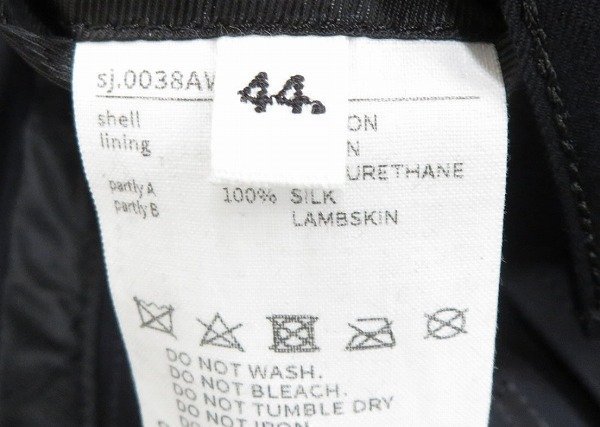 sj.0038AW
44.
shell ON
lining N
URETHANE
partly A 100% SILK
partly B LAMBSKIN
DO NOT WASH.
DO NOT BLEACH.
DO NOT TUMBLE DRY
DO NOT IRON.